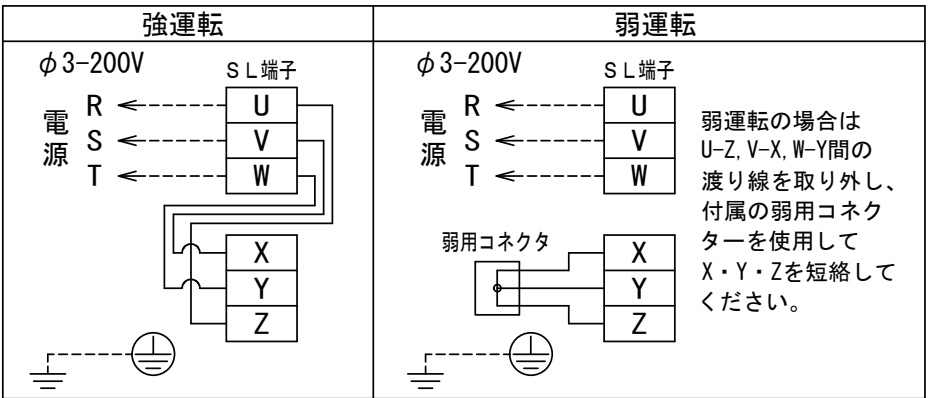 強運転
φ3-200V
SL端子
電源
R
S
T
U
V
W
X
Y
Z
弱運転
φ3-200V
SL端子
電源
R
S
T
U
V
W
弱用コネクタ
X
Y
Z
弱運転の場合は
U-Z,V-X,W-Y間の
渡り線を取り外し、
付属の弱用コネク
ターを使用して
X・Y・Zを短絡して
ください。